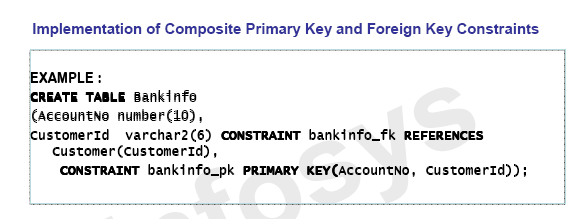 Implementation of Composite Primary Key and Foreign Key Constraints
EXAMPLE:
CREATE TABLE Bankinfo
(AccountNo number(10),
CustomerId varchar2(6) CONSTRAINT bankinfo_fk REFERENCES
Customer(CustomerId),
CONSTRAINT bankinfo_pk PRIMARY KEY(AccountNo, CustomerId));